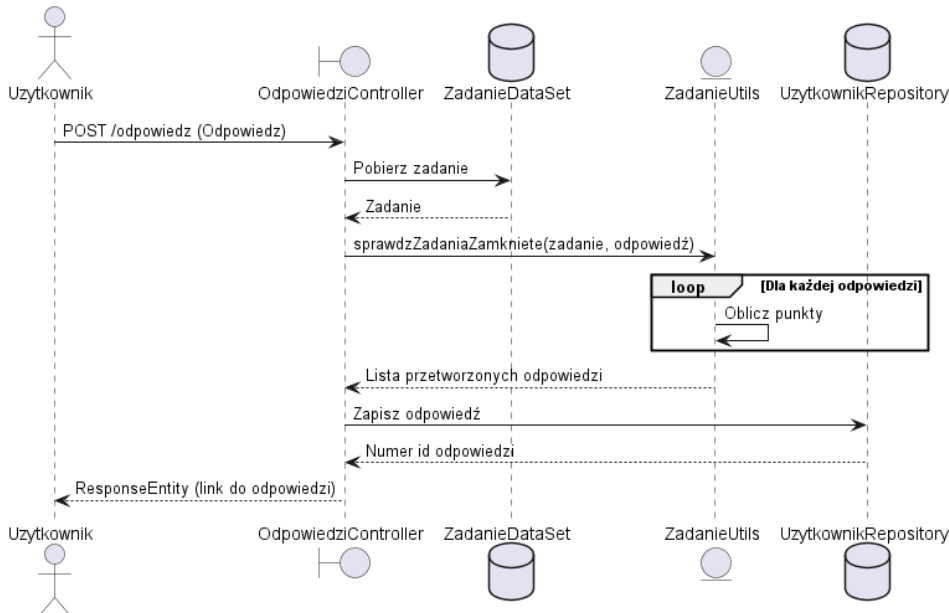 Uzytkownik OdpowiedziController ZadanieDataSet ZadanieUtils UzytkownikRepository
POST /odpowiedz (Odpowiedz)
Pobierz zadanie
Zadanie
sprawdzZadaniaZamkniete(zadanie, odpowiedź)
loop [Dla każdej odpowiedzi]
Oblicz punkty
Lista przetworzonych odpowiedzi
Zapisz odpowiedź
Numer id odpowiedzi
ResponseEntity (link do odpowiedzi)
Uzytkownik OdpowiedziController ZadanieDataSet ZadanieUtils UzytkownikRepository